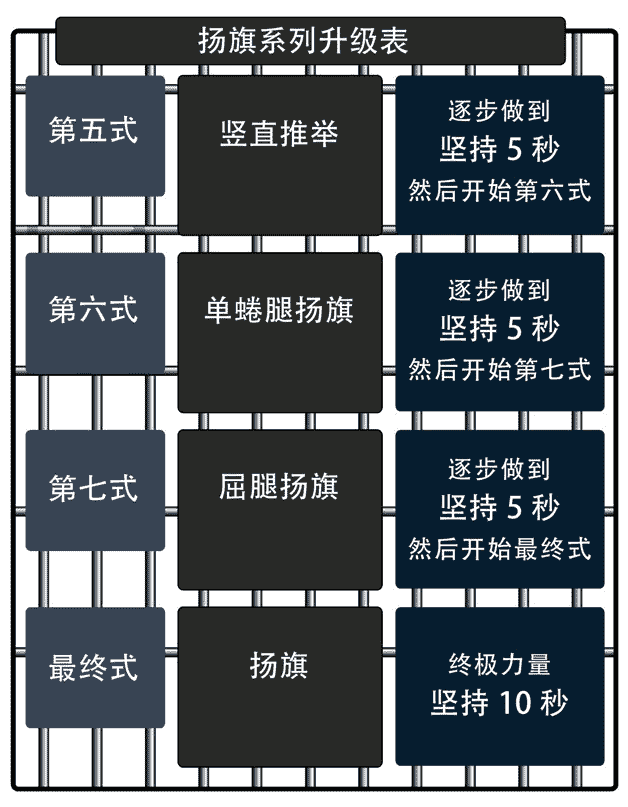 扬旗系列升级表
第五式
竖直推举
逐步做到
坚持 5 秒
然后开始第六式
第六式
单蜷腿扬旗
逐步做到
坚持 5 秒
然后开始第七式
第七式
屈腿扬旗
逐步做到
坚持 5 秒
然后开始最终式
最终式
扬旗
终极力量
坚持 10 秒